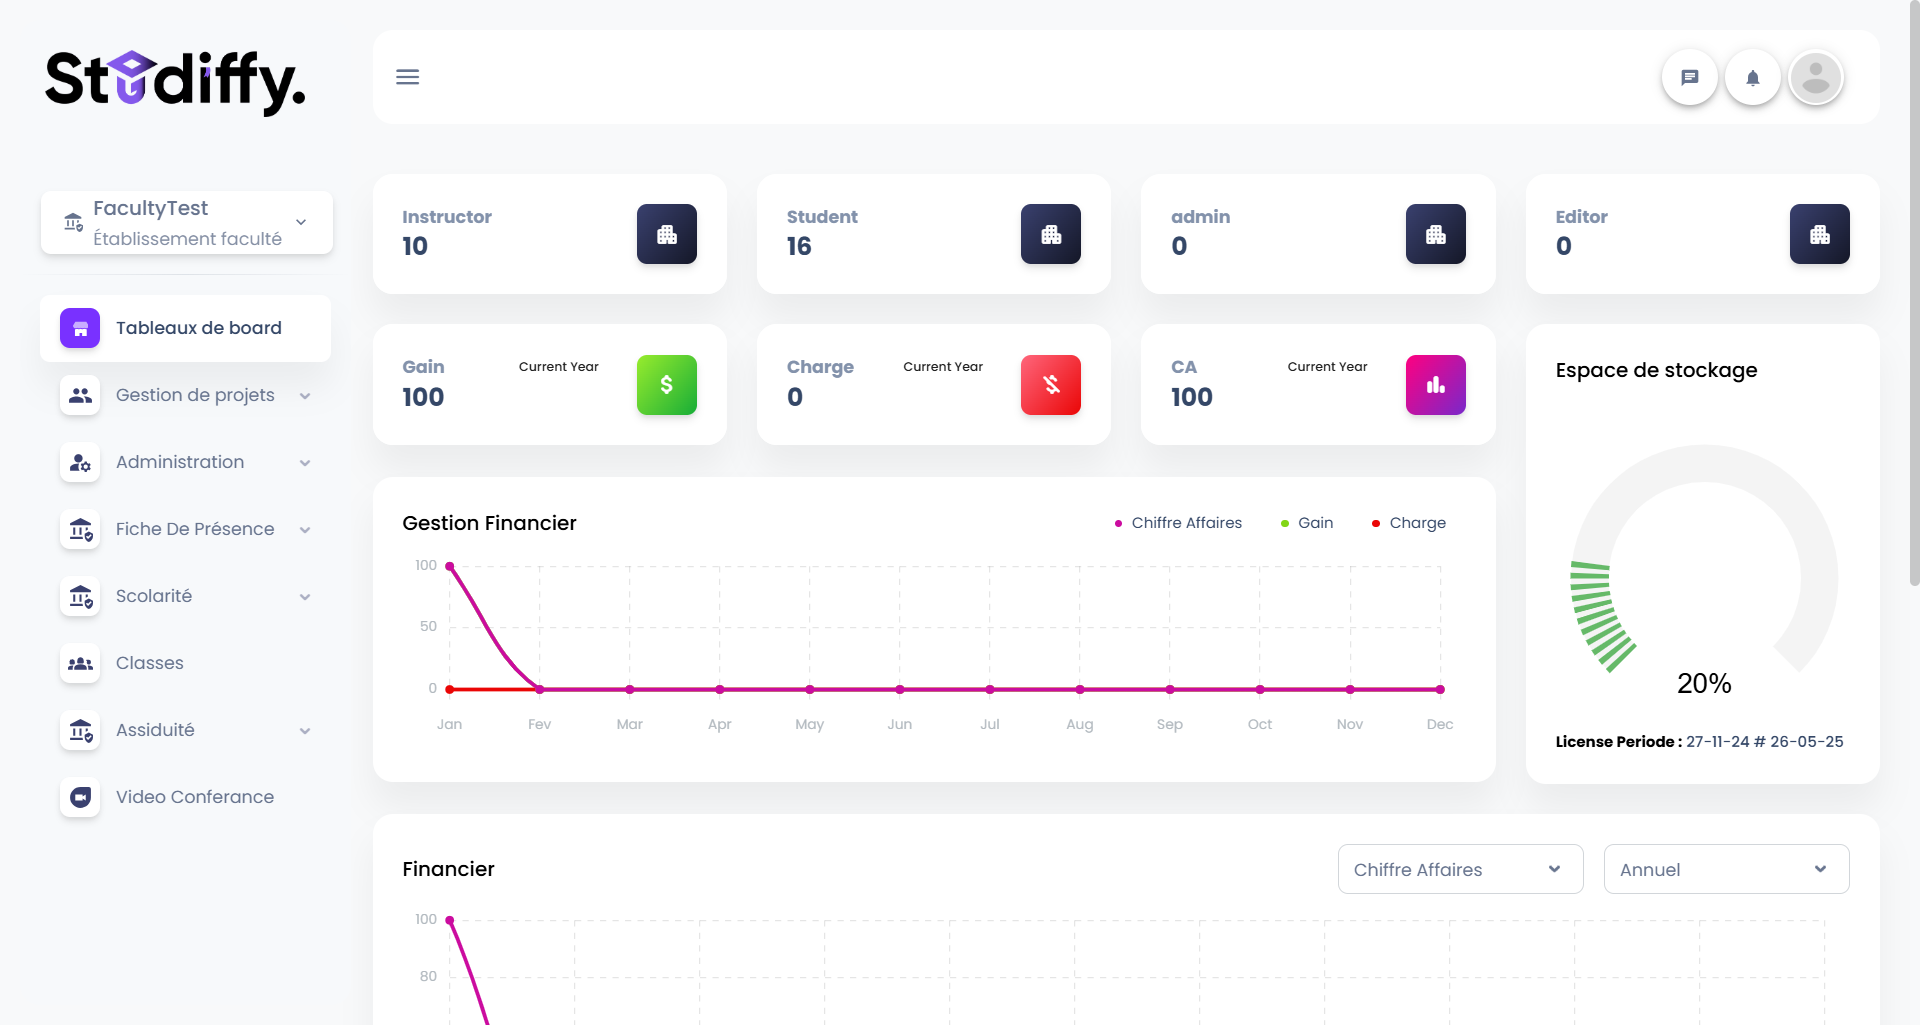 Studiffy.
FacultyTest
Établissement faculté
Tableaux de board
Gestion de projets
Administration
Fiche De Présence
Scolarité
Classes
Assiduité
Video Conferance
Instructor
10
Student
16
admin
0
Editor
0
Gain
Current Year
100
Charge
Current Year
0
CA
Current Year
100
Espace de stockage
20%
License Periode : 27-11-24 # 26-05-25
Gestion Financier
Chiffre Affaires Gain Charge
100
50
0
Jan Fev Mar Apr May Jun Jul Aug Sep Oct Nov Dec
Financier
Chiffre Affaires
Annuel
100
80